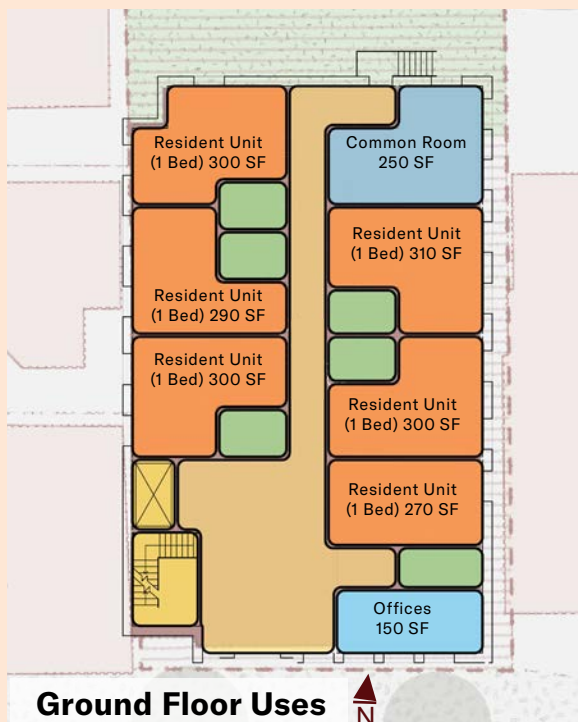 Resident Unit
(1 Bed) 300 SF
Common Room
250 SF
Resident Unit
(1 Bed) 310 SF
Resident Unit
(1 Bed) 290 SF
Resident Unit
(1 Bed) 300 SF
Resident Unit
(1 Bed) 300 SF
Resident Unit
(1 Bed) 270 SF
Offices
150 SF
Ground Floor Uses
N